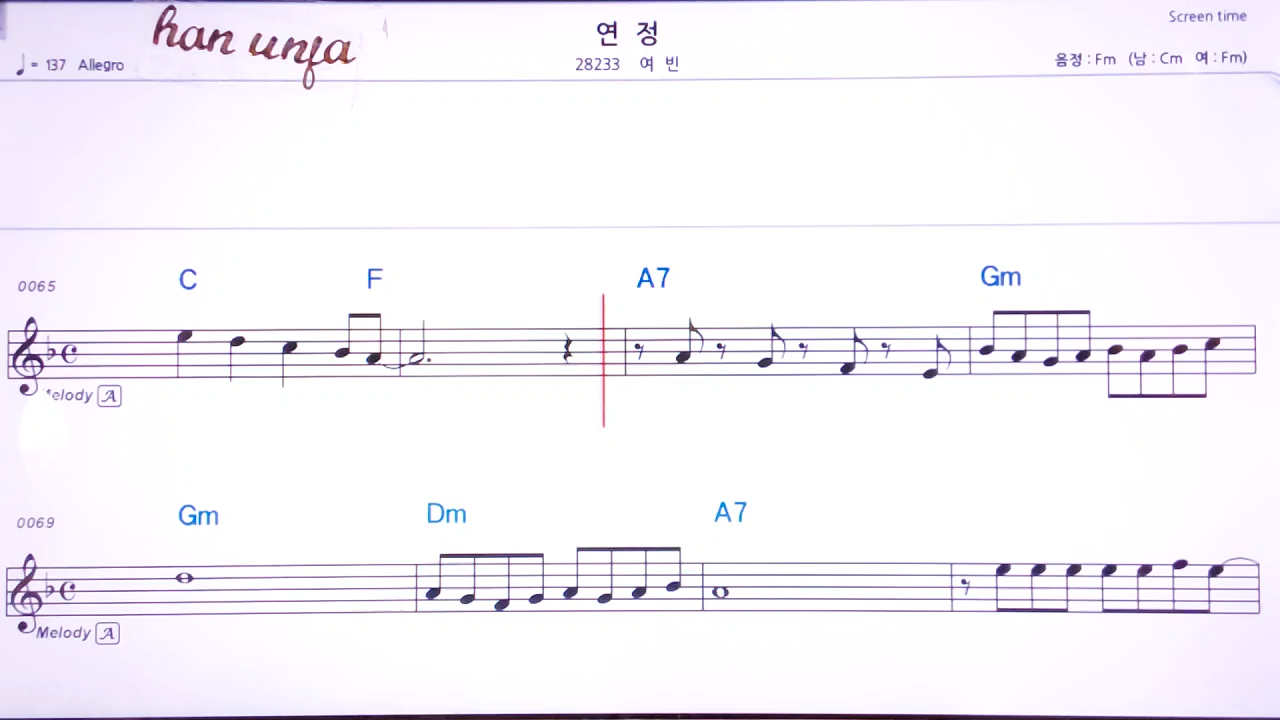 Screen time
han unfa
연 정
♩= 137 Allegro
28233 여 빈
음정 : Fm (남 : Cm 여 : Fm)
C F A7 Gm
0065
Melody A
Gm Dm A7
0069
Melody A